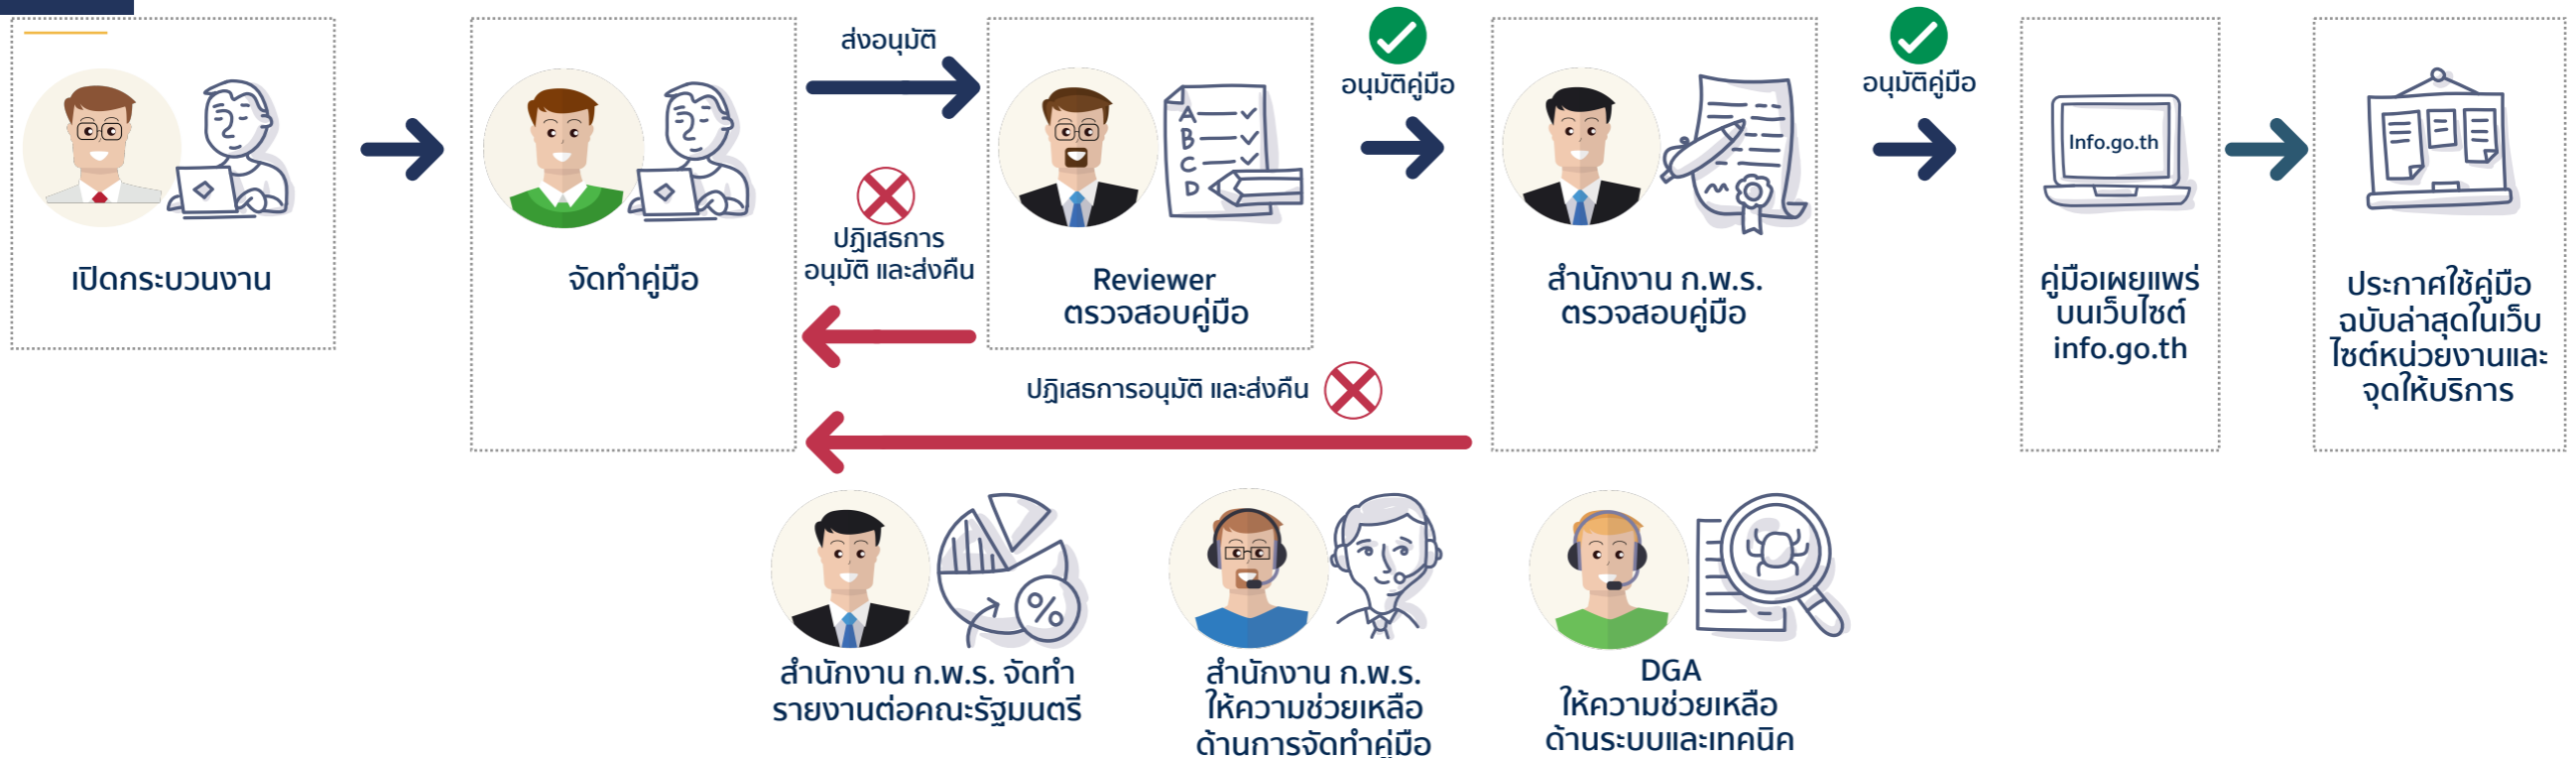 เปิดกระบวนงาน
จัดทำคู่มือ
ส่งอนุมัติ
ปฏิเสธการ
อนุมัติ และส่งคืน
A
B
C
D
Reviewer
ตรวจสอบคู่มือ
อนุมัติคู่มือ
สำนักงาน ก.พ.ร.
ตรวจสอบคู่มือ
ปฏิเสธการอนุมัติ และส่งคืน
อนุมัติคู่มือ
Info.go.th
คู่มือเผยแพร่
บนเว็บไซต์
info.go.th
ประกาศใช้คู่มือ
ฉบับล่าสุดในเว็บ
ไซต์หน่วยงานและ
จุดให้บริการ
%
สำนักงาน ก.พ.ร. จัดทำ
รายงานต่อคณะรัฐมนตรี
สำนักงาน ก.พ.ร.
ให้ความช่วยเหลือ
ด้านการจัดทำคู่มือ
DGA
ให้ความช่วยเหลือ
ด้านระบบและเทคนิค